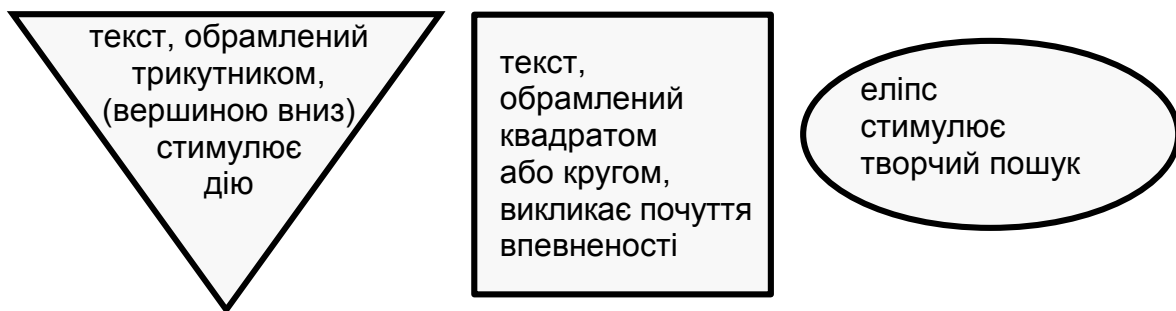 текст, обрамлений
трикутником,
(вершиною вниз)
стимулює
дію
текст,
обрамлений
квадратом
або кругом,
викликає почуття
впевненості
еліпс
стимулює
творчий пошук